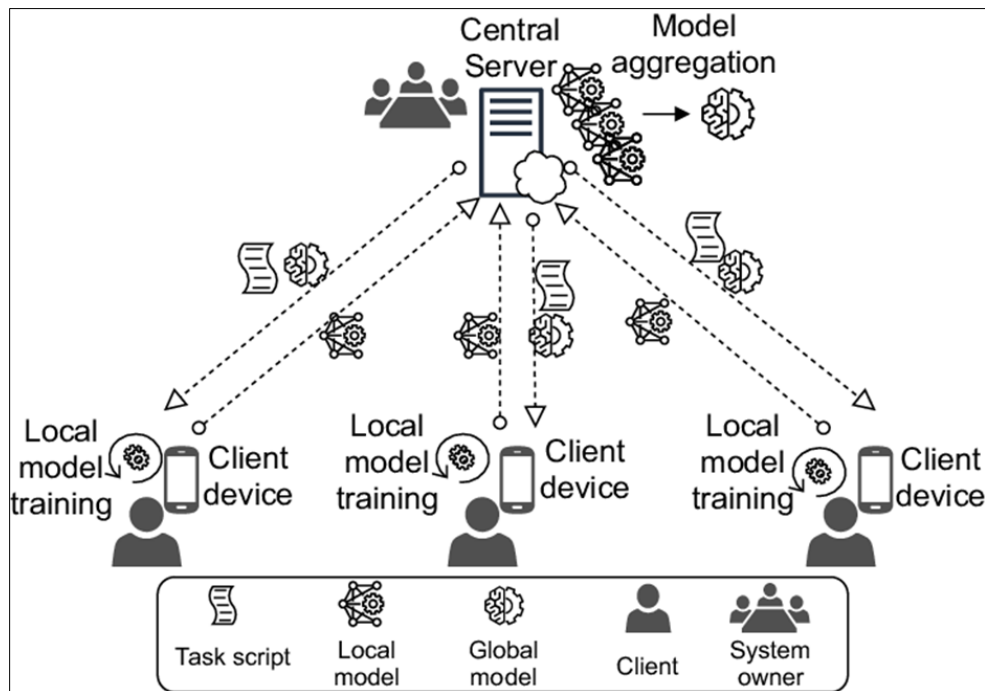 Central
Server
Model
aggregation
Local
model
training
Client
device
Local
model
training
Client
device
Local
model
training
Client
device
Task script
Local
model
Global
model
Client
System
owner